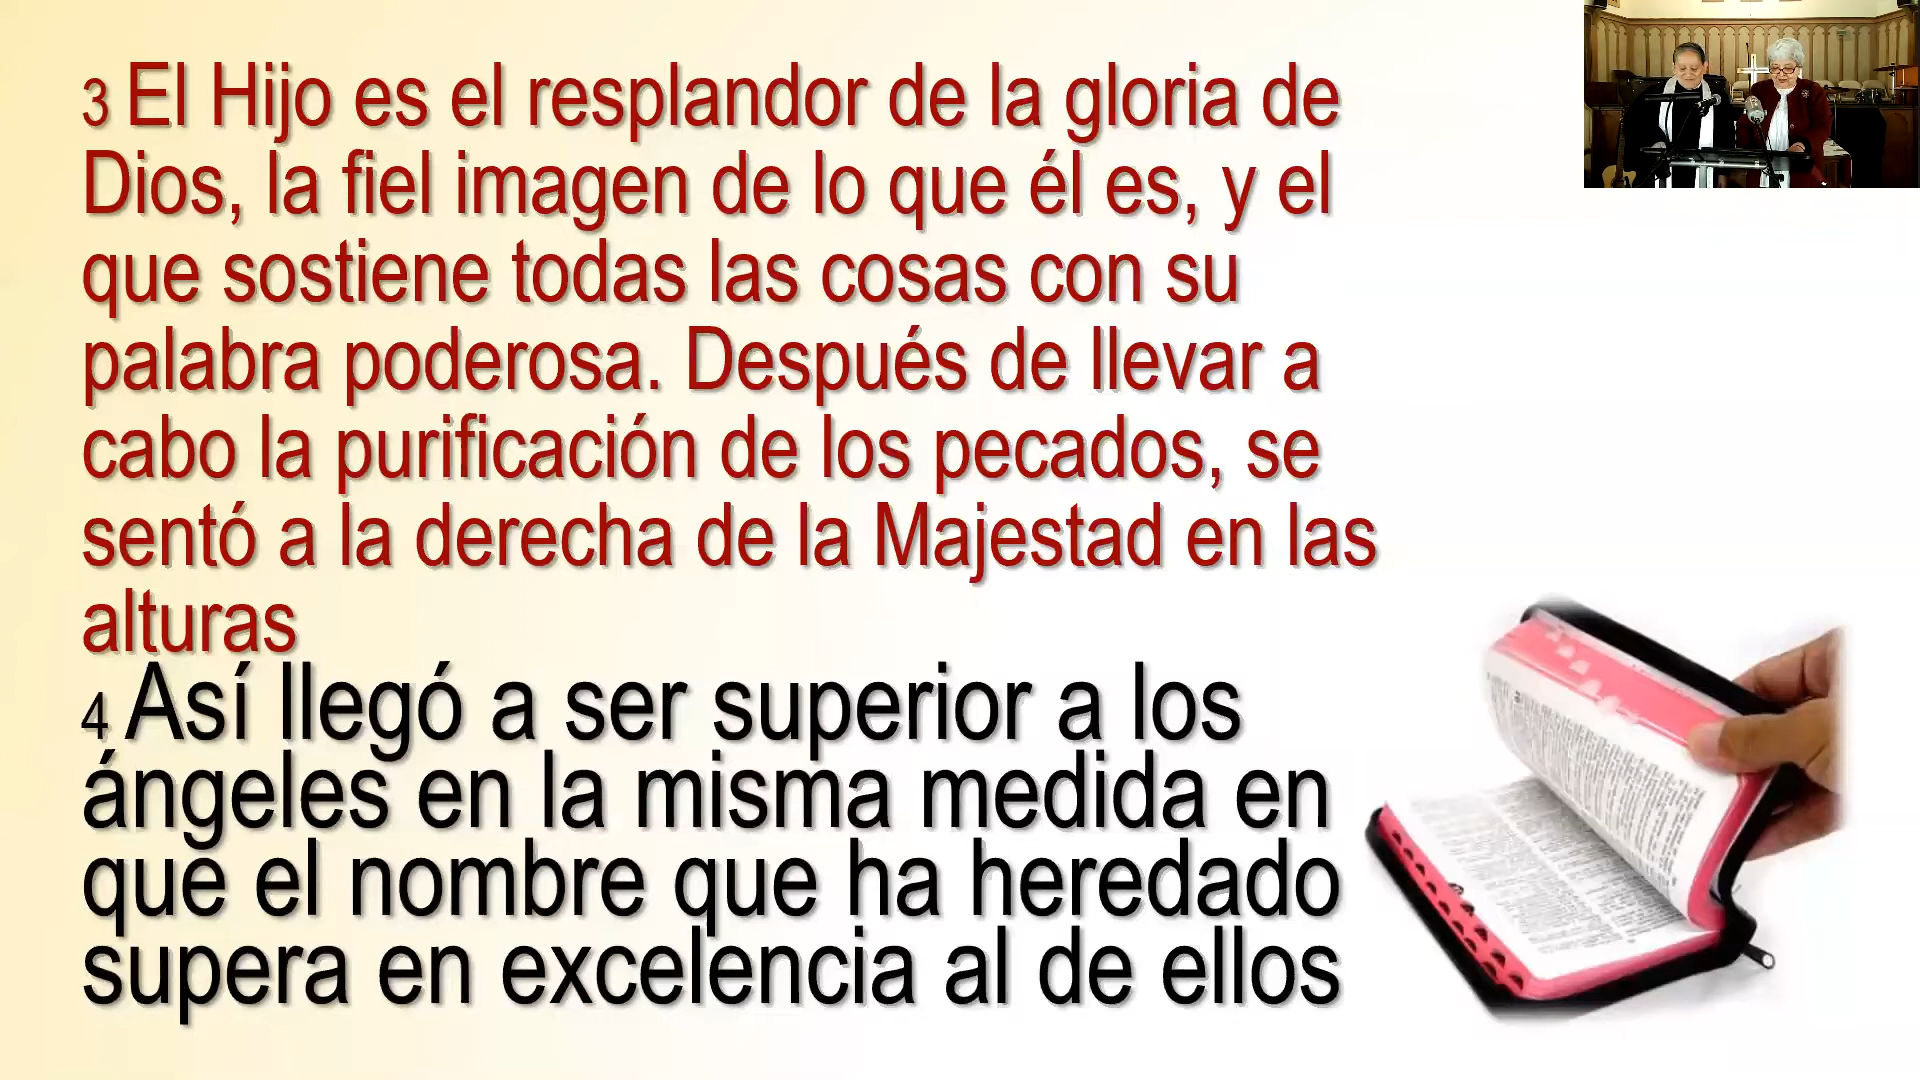 3 El Hijo es el resplandor de la gloria de
Dios, la fiel imagen de lo que él es, y el
que sostiene todas las cosas con su
palabra poderosa. Después de llevar a
cabo la purificación de los pecados, se
sentó a la derecha de la Majestad en las
alturas
4 Así llegó a ser superior a los
ángeles en la misma medida en
que el nombre que ha heredado
supera en excelencia al de ellos